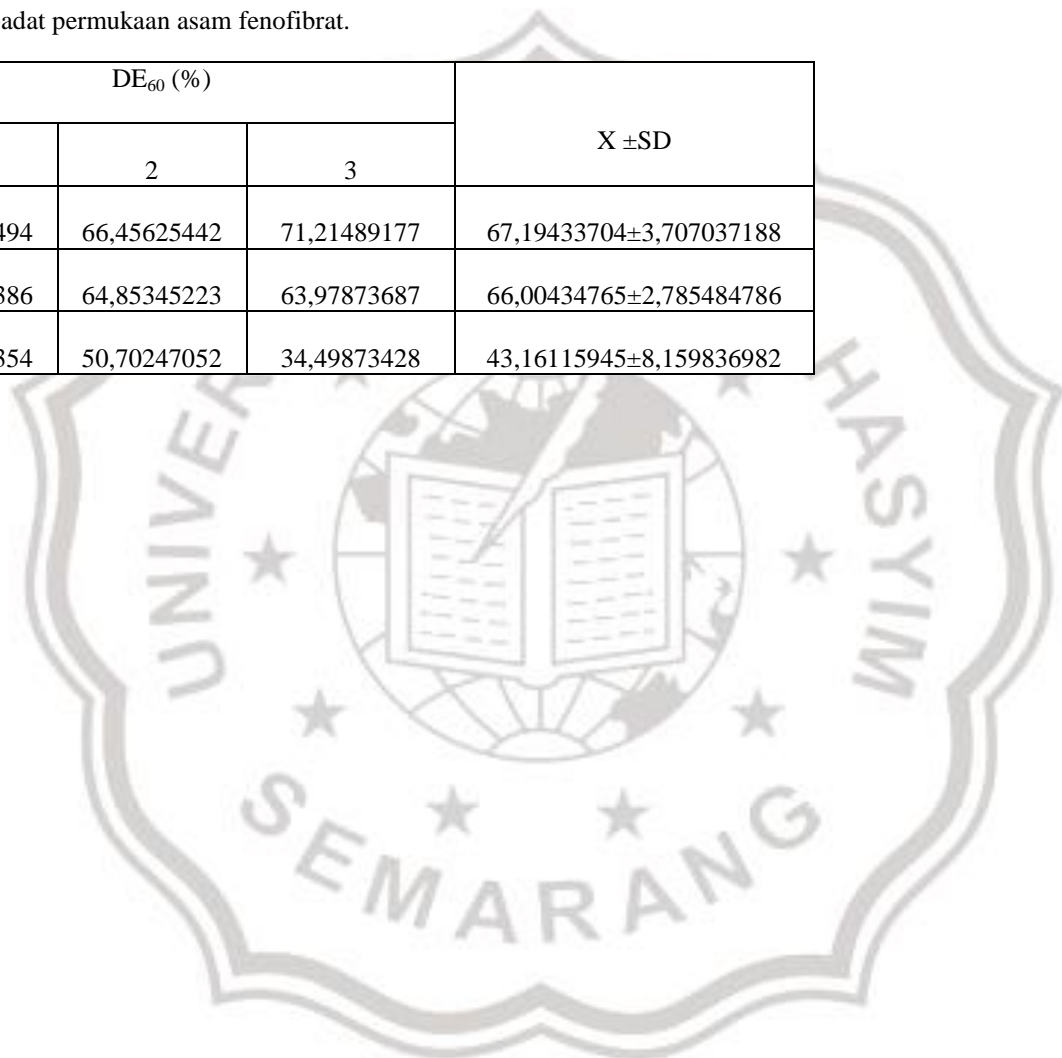 adat permukaan asam fenofibrat.
DE60 (%)
X ±SD
2 3
494 66,45625442 71,21489177 67,19433704±3,707037188
386 64,85345223 63,97873687 66,00434765±2,785484786
354 50,70247052 34,49873428 43,16115945±8,159836982
HASYIM
SEMARANG